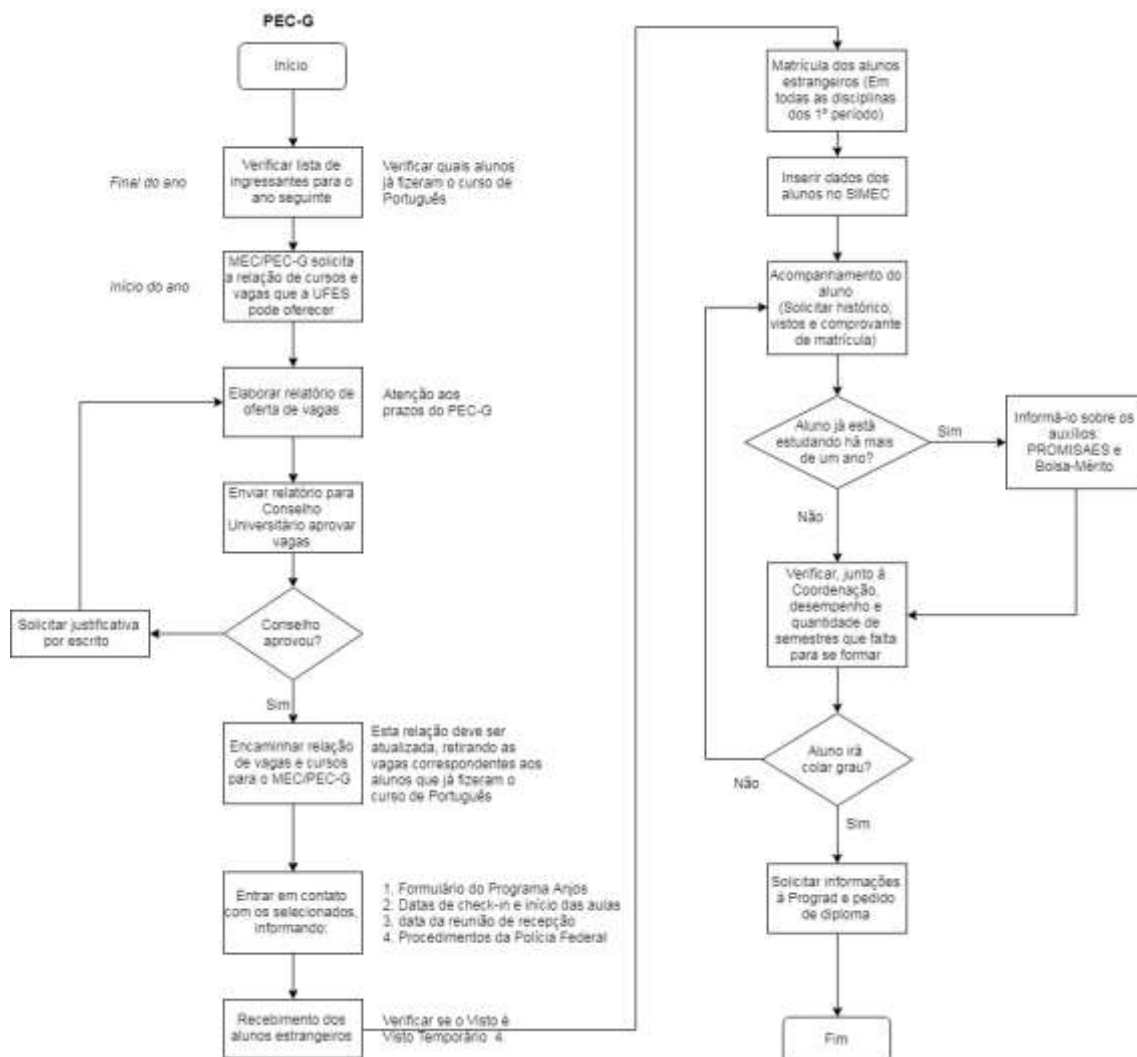 PEC-G
Início
Final do ano
Verificar lista de
ingressantes para o
ano seguinte
Verificar quais alunos
já fizeram o curso de
Português
Início do ano
MEC/PEC-G solicita
a relação de cursos e
vagas que a UFES
pode oferecer
Elaborar relatório de
oferta de vagas
Atenção aos
prazos do PEC-G
Enviar relatório para
Conselho
Universitário aprovar
vagas
Conselho
aprovou?
Solicitar justificativa
por escrito
Sim
Encaminhar relação
de vagas e cursos
para o MEC/PEC-G
Esta relação deve ser
atualizada, retirando as
vagas correspondentes aos
alunos que já fizeram o
curso de Português
Entrar em contato
com os selecionados,
informando:
1. Formulário do Programa Anjos
2. Datas de check-in e início das aulas
3. data da reunião de recepção
4. Procedimentos da Polícia Federal
Recebimento dos
alunos estrangeiros
Verificar se o Visto é
Visto Temporário 4.
Matrícula dos alunos
estrangeiros (Em
todas as disciplinas
dos 1º período)
Inserir dados dos
alunos no SIMEC
Acompanhamento do
aluno
(Solicitar histórico,
vistos e comprovante
de matrícula)
Aluno já está
estudando há mais
de um ano?
Sim
Informá-lo sobre os
auxílios:
PROMISAES e
Bolsa-Mérito
Não
Verificar, junto à
Coordenação,
desempenho e
quantidade de
semestres que falta
para se formar
Aluno irá
colar grau?
Não
Sim
Solicitar informações
à Prograd e pedido
de diploma
Fim